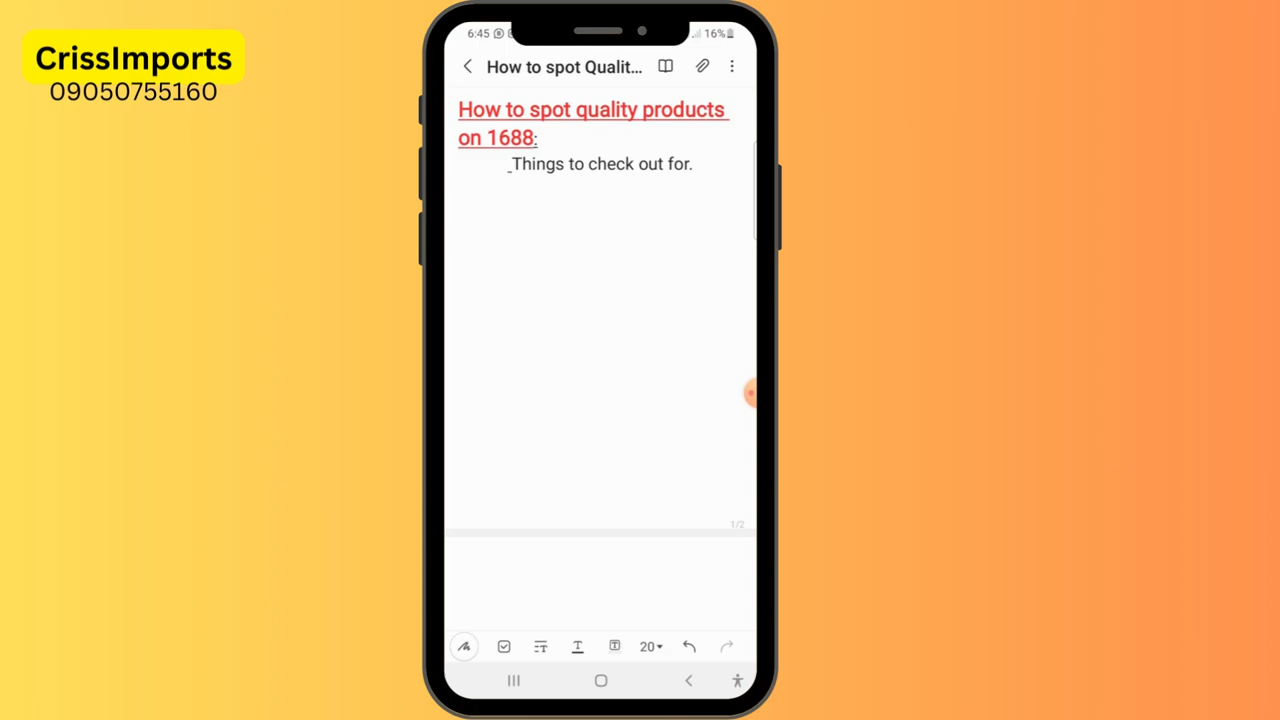 CrissImports
09050755160
6:45
16%
How to spot Qualit...
How to spot quality products
on 1688:
_Things to check out for.
1/2
20